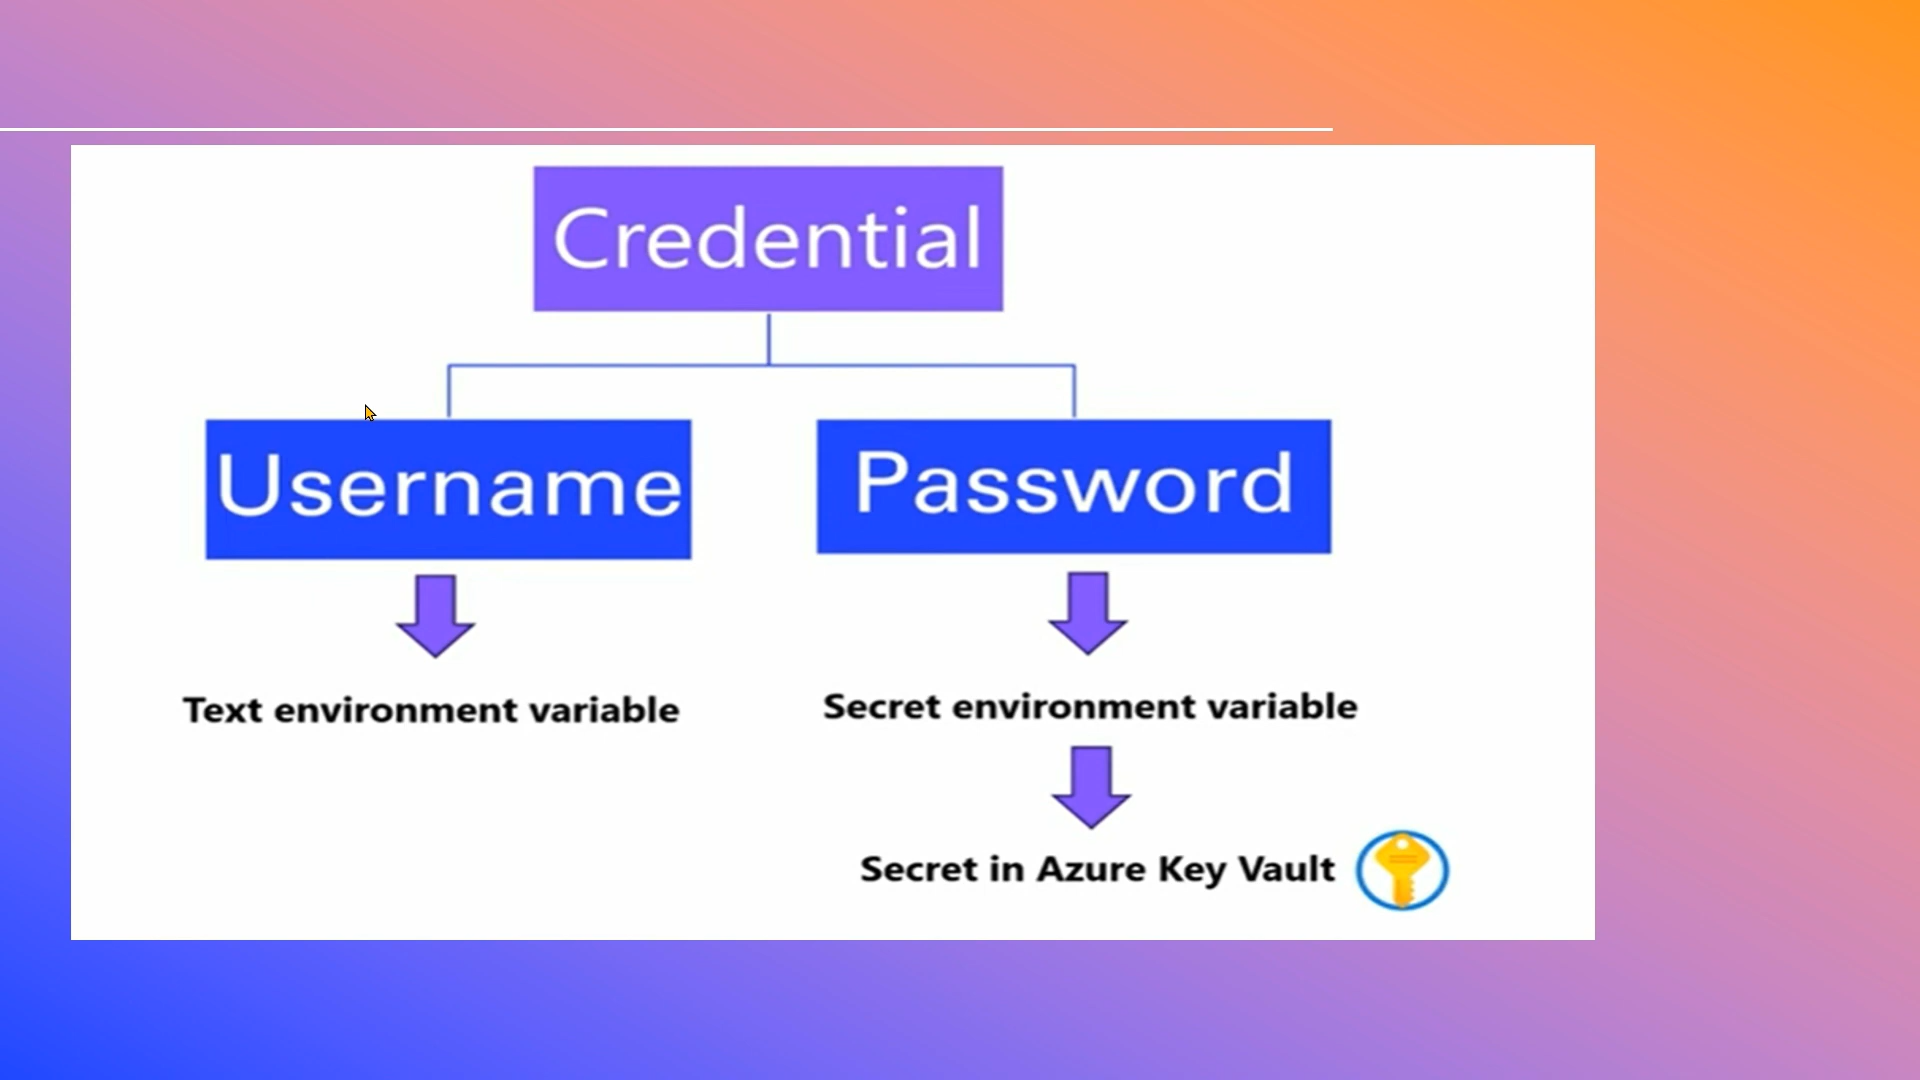 Credential
Username
Password
Text environment variable
Secret environment variable
Secret in Azure Key Vault